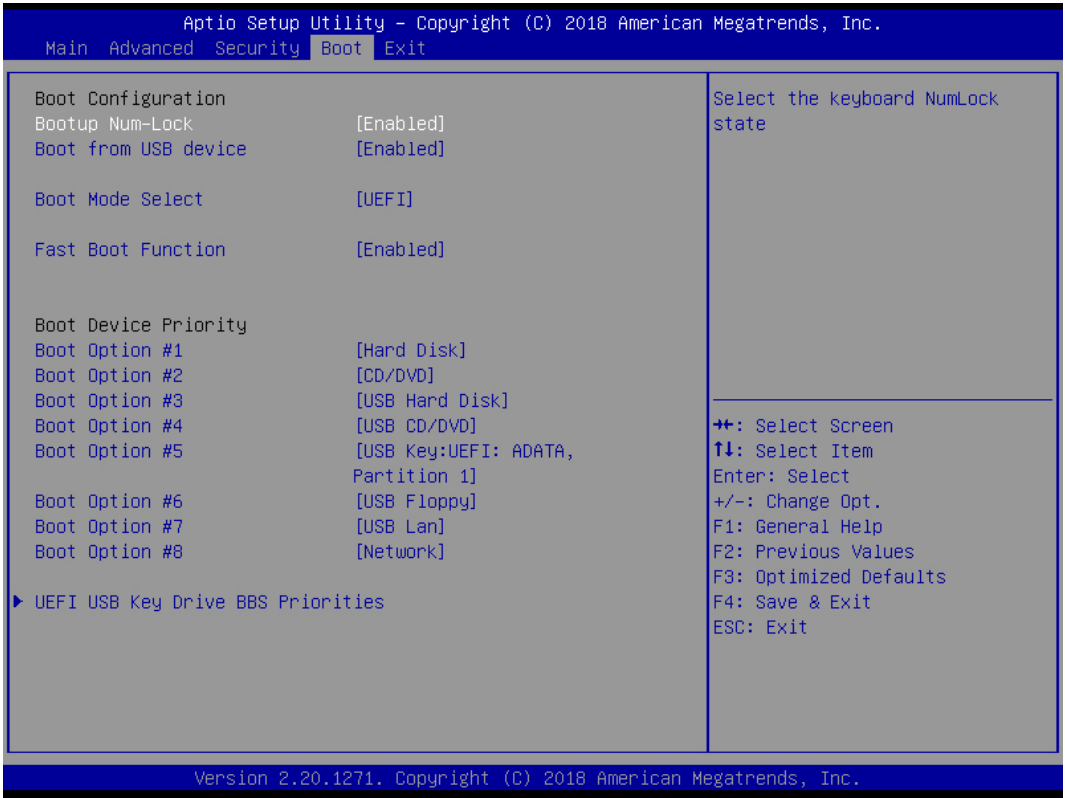 Aptio Setup Utility – Copyright (C) 2018 American Megatrends, Inc.
Main Advanced Security Boot Exit
Boot Configuration
Bootup Num-Lock [Enabled]
Boot from USB device [Enabled]
Boot Mode Select [UEFI]
Fast Boot Function [Enabled]
Boot Device Priority
Boot Option #1 [Hard Disk]
Boot Option #2 [CD/DVD]
Boot Option #3 [USB Hard Disk]
Boot Option #4 [USB CD/DVD]
Boot Option #5 [USB Key:UEFI: ADATA,
Partition 1]
Boot Option #6 [USB Floppy]
Boot Option #7 [USB Lan]
Boot Option #8 [Network]
UEFI USB Key Drive BBS Priorities
Select the keyboard NumLock
state
→←: Select Screen
↑↓: Select Item
Enter: Select
+/-: Change Opt.
F1: General Help
F2: Previous Values
F3: Optimized Defaults
F4: Save & Exit
ESC: Exit
Version 2.20.1271. Copyright (C) 2018 American Megatrends, Inc.